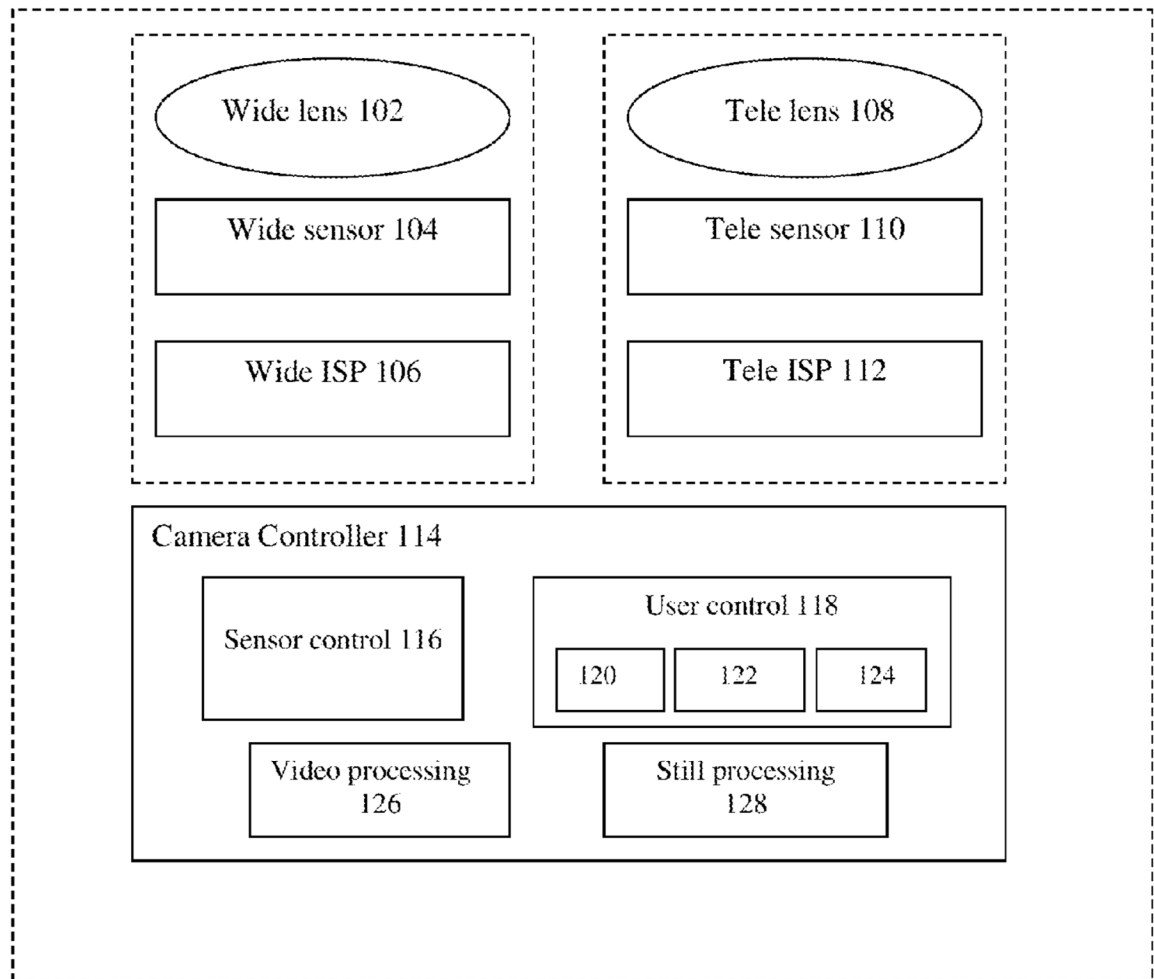 Wide lens 102
Tele lens 108
Wide sensor 104
Tele sensor 110
Wide ISP 106
Tele ISP 112
Camera Controller 114
Sensor control 116
User control 118
120
122
124
Video processing
126
Still processing
128